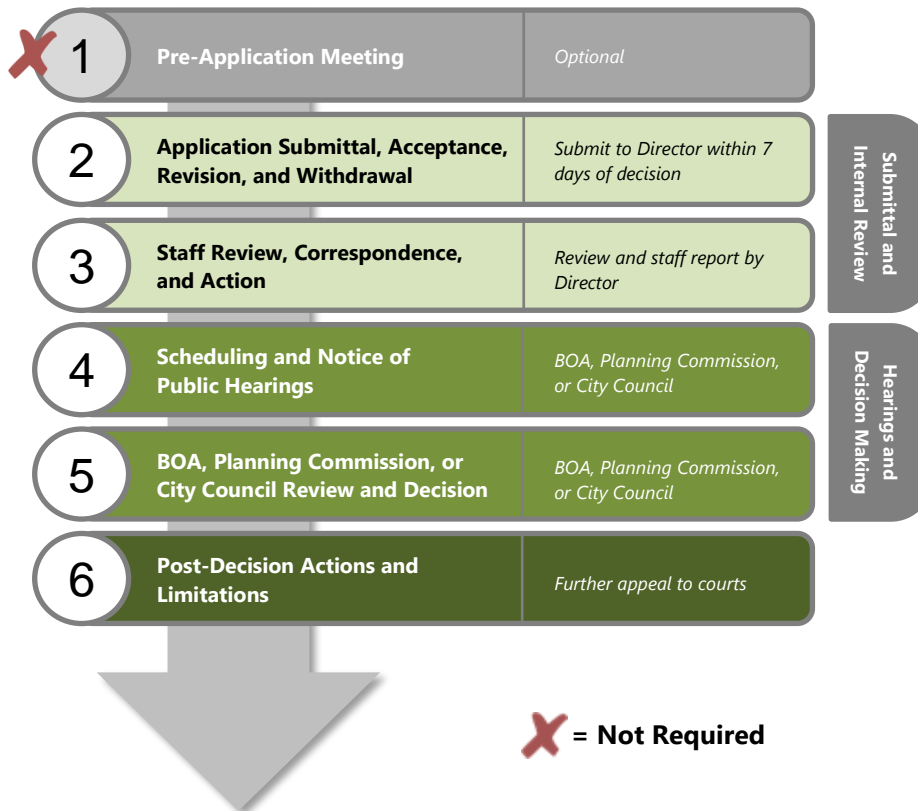 1
Pre-Application Meeting
Optional
2
Application Submittal, Acceptance,
Revision, and Withdrawal
Submit to Director within 7
days of decision
3
Staff Review, Correspondence,
and Action
Review and staff report by
Director
Submittal and
Internal Review
4
Scheduling and Notice of
Public Hearings
BOA, Planning Commission,
or City Council
5
BOA, Planning Commission, or
City Council Review and Decision
BOA, Planning Commission,
or City Council
Hearings and
Decision Making
6
Post-Decision Actions and
Limitations
Further appeal to courts
= Not Required